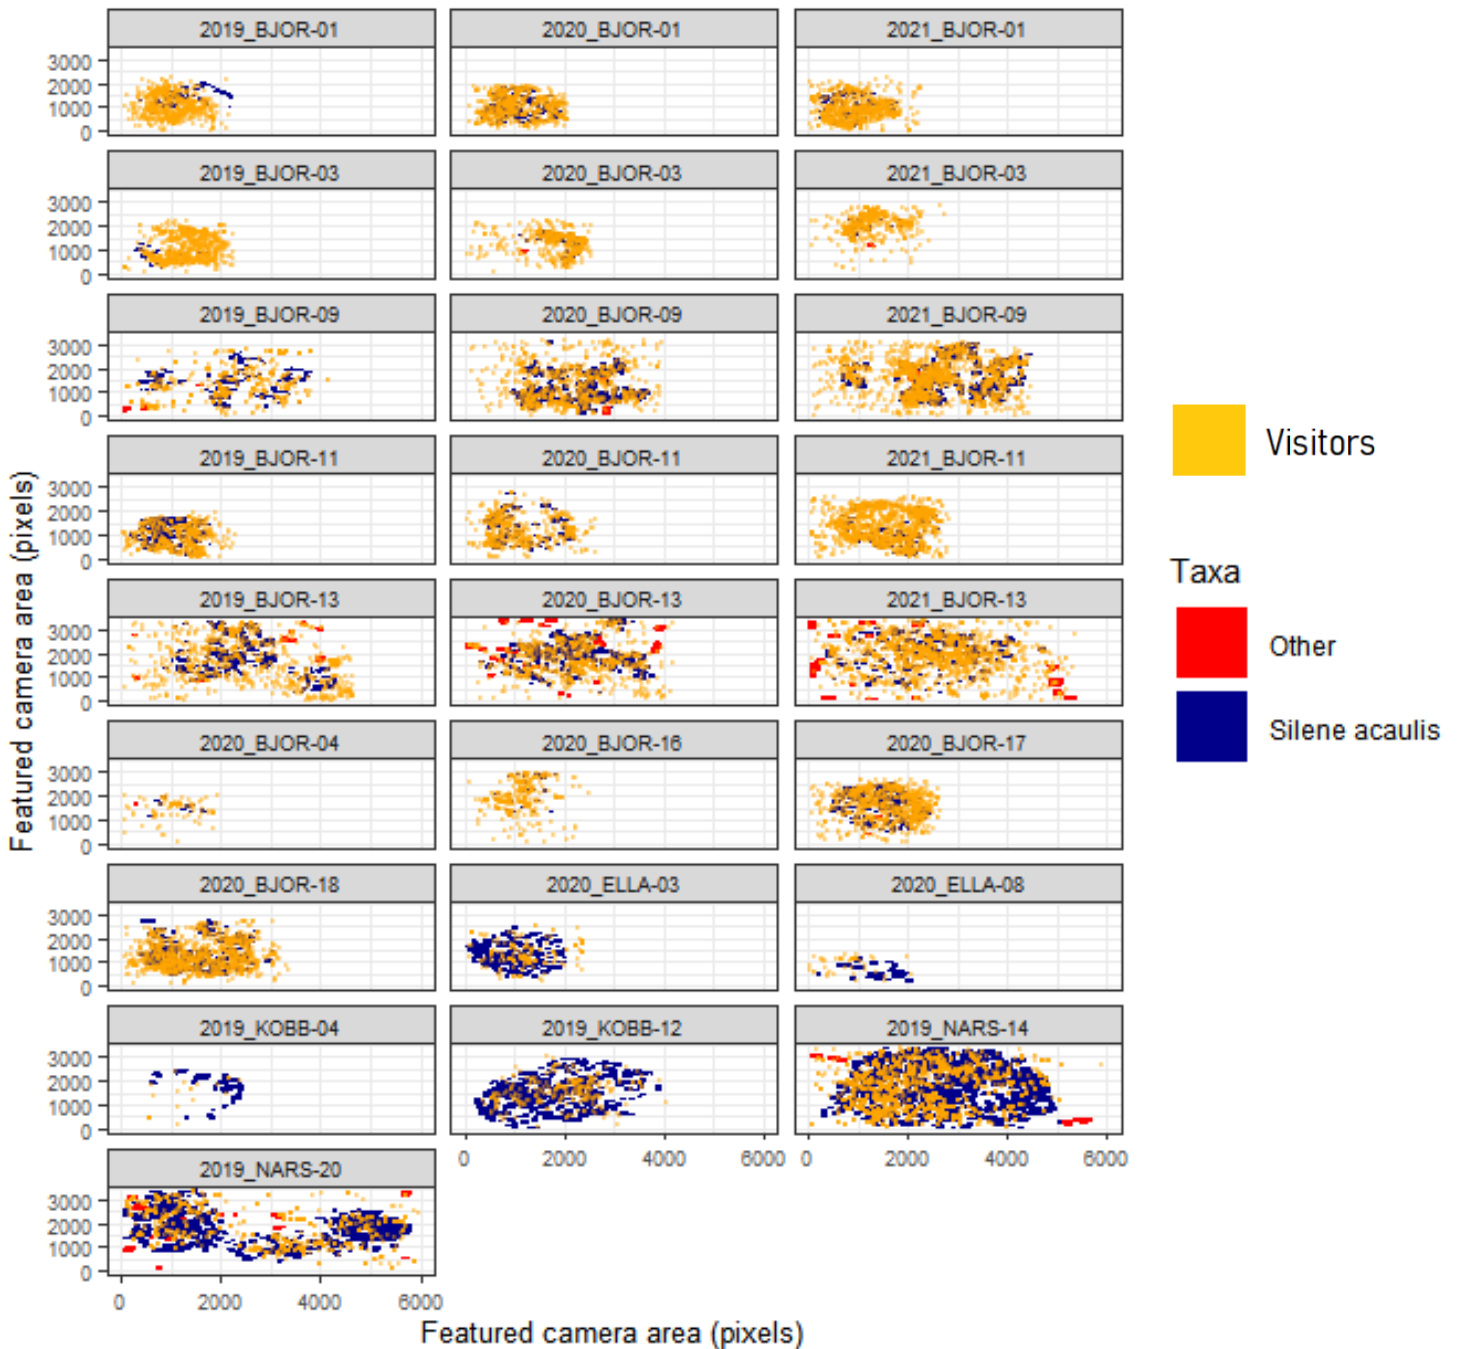 2019_BJOR-01 2020_BJOR-01 2021_BJOR-01
3000
2000
1000
0
2019_BJOR-03 2020_BJOR-03 2021_BJOR-03
3000
2000
1000
0
2019_BJOR-09 2020_BJOR-09 2021_BJOR-09
3000
2000
1000
0
2019_BJOR-11 2020_BJOR-11 2021_BJOR-11
3000
2000
1000
0
2019_BJOR-13 2020_BJOR-13 2021_BJOR-13
3000
2000
1000
0
2020_BJOR-04 2020_BJOR-16 2020_BJOR-17
3000
2000
1000
0
2020_BJOR-18 2020_ELLA-03 2020_ELLA-08
3000
2000
1000
0
2019_KOBB-04 2019_KOBB-12 2019_NARS-14
3000
2000
1000
0
0 2000 4000 6000 0 2000 4000 6000
2019_NARS-20
3000
2000
1000
0
0 2000 4000 6000
Featured camera area (pixels)
Featured camera area (pixels)
Visitors
Taxa
Other
Silene acaulis